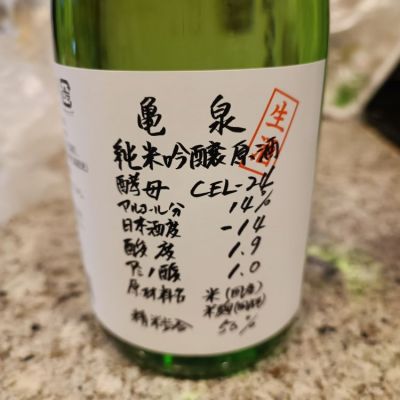 亀泉
生酒
純米吟醸原酒
酵母 CEL-24
アルコール分 14%
日本酒度 -14
酸度 1.9
アミノ酸 1.0
原材料名 米(国産)
米麹(国産米)
精米歩合 50%